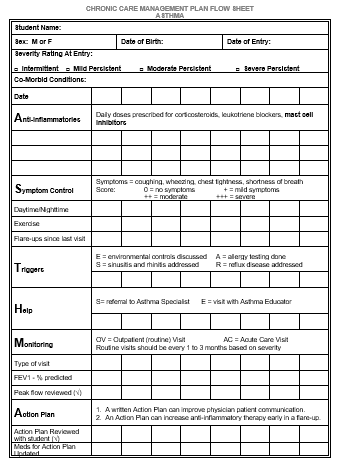 CHRONIC CARE MANAGEMENT PLAN FLOW SHEET
ASTHMA
Student Name:
Sex: M or F Date of Birth: Date of Entry:
Severity Rating At Entry:
Intermittent Mild Persistent Moderate Persistent Severe Persistent
Co-Morbid Conditions:
Date
Anti-Inflammatories Daily doses prescribed for corticosteroids, leukotriene blockers, mast cell
inhibitors
Symptom Control Symptoms = coughing, wheezing, chest tightness, shortness of breath
Score: 0 = no symptoms + = mild symptoms
++ = moderate +++ = severe
Daytime/Nighttime
Exercise
Flare-ups since last visit
Triggers E = environmental controls discussed A = allergy testing done
S = sinusitis and rhinitis addressed R = reflux disease addressed
Help S= referral to Asthma Specialist E = visit with Asthma Educator
Monitoring OV = Outpatient (routine) Visit AC = Acute Care Visit
Routine visits should be every 1 to 3 months based on severity
Type of visit
FEV1 - % predicted
Peak flow reviewed (√)
Action Plan 1. A written Action Plan can improve physician patient communication.
2. An Action Plan can increase anti-inflammatory therapy early in a flare-up.
Action Plan Reviewed
with student (√)
Meds for Action Plan
Updated